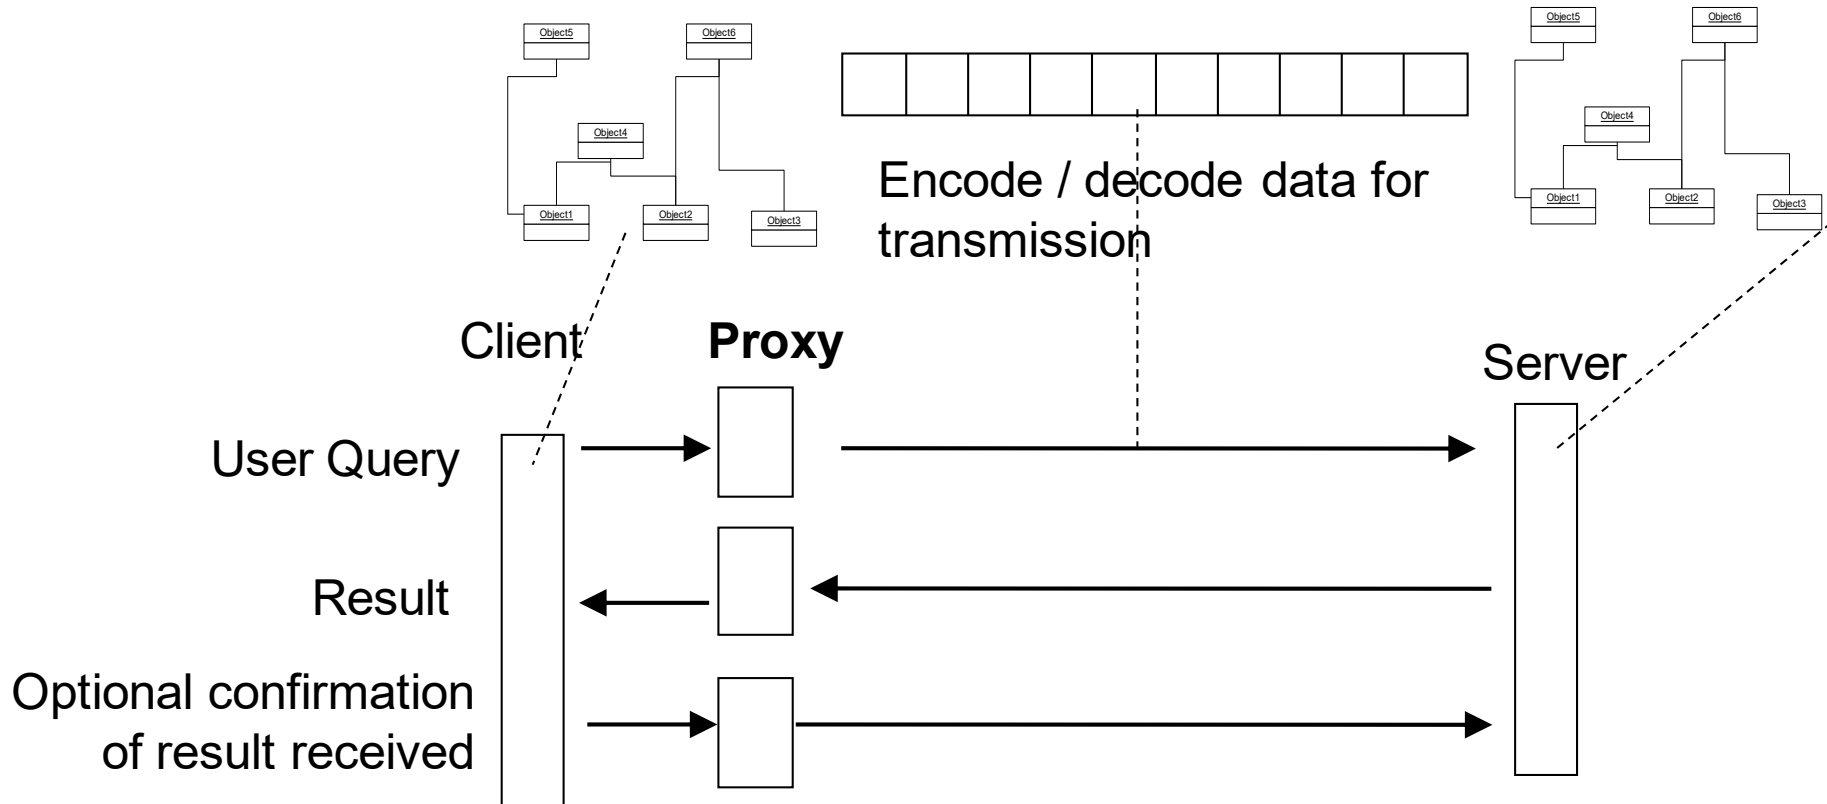 Object5
Object6
Object4
Object1
Object2
Object3
Encode / decode data for
transmission
Object5
Object6
Object4
Object1
Object2
Object3
Client
Proxy
Server
User Query
Result
Optional confirmation
of result received